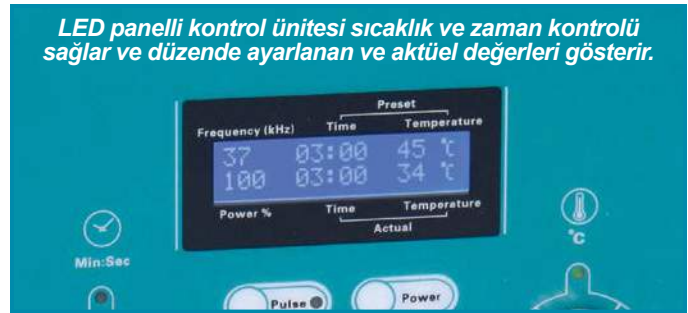 LED panelli kontrol ünitesi sıcaklık ve zaman kontrolü
sağlar ve düzende ayarlanan ve aktüel değerleri gösterir.
Preset
Frequency (kHz) Time Temperature
37 03:00 45 °C
100 03:00 34 °C
Power % Time Temperature
Actual
Min:Sec
°C
Pulse
Power